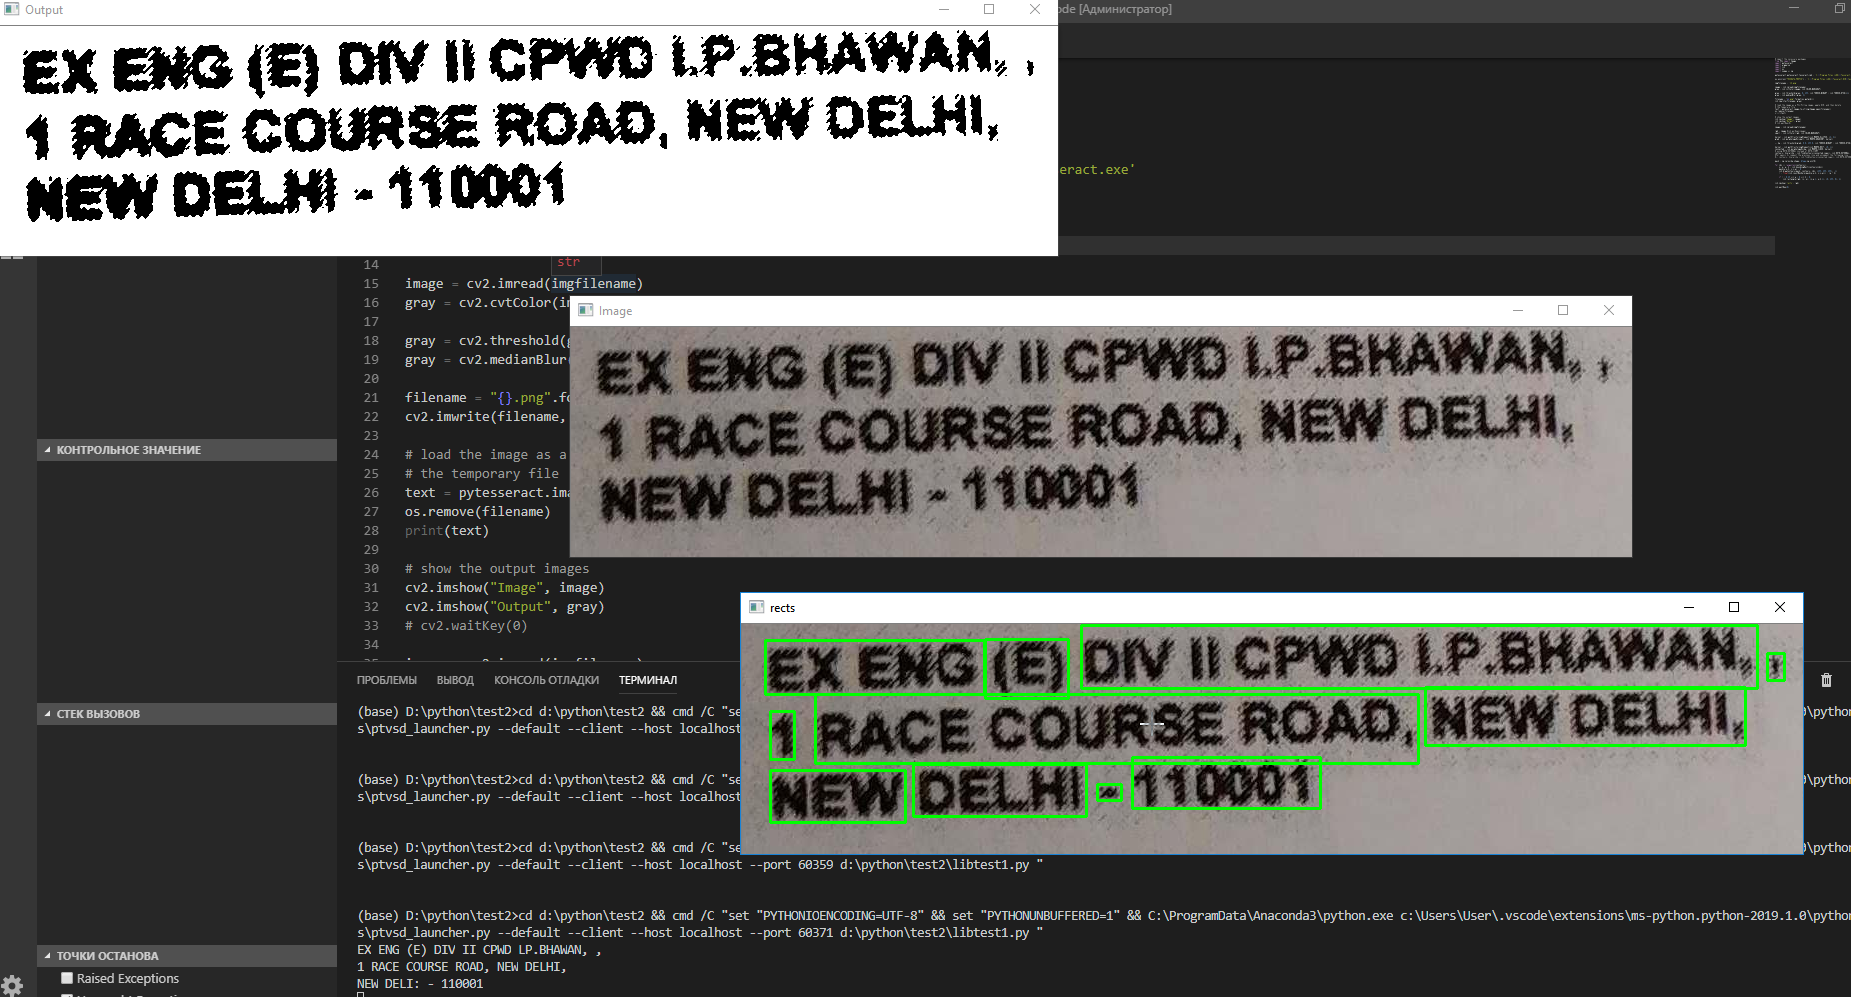 Output
EX ENG (E) DIV II CPWD I.P.BHAWAN, ,
1 RACE COURSE ROAD, NEW DELHI,
NEW DELHI - 110001
ode [Администратор]
eract.exe'
str
14
15 image = cv2.imread(imgfilename)
16 gray = cv2.cvtColor(i
17
18 gray = cv2.threshold(
19 gray = cv2.medianBlur
20
21 filename = "{}.png".fo
22 cv2.imwrite(filename,
23
24 # load the image as a
25 # the temporary file
26 text = pytesseract.ima
27 os.remove(filename)
28 print(text)
29
30 # show the output images
31 cv2.imshow("Image", image)
32 cv2.imshow("Output", gray)
33 # cv2.waitKey(0)
34
Image
EX ENG (E) DIV II CPWD I.P.BHAWAN, ,
1 RACE COURSE ROAD, NEW DELHI,
NEW DELHI - 110001
rects
EX ENG (E) DIV II CPWD I.P.BHAWAN, ,
1 RACE COURSE ROAD, NEW DELHI,
NEW DELHI - 110001
КОНТРОЛЬНОЕ ЗНАЧЕНИЕ
СТЕК ВЫЗОВОВ
ТОЧКИ ОСТАНОВА
Raised Exceptions
ПРОБЛЕМЫ ВЫВОД КОНСОЛЬ ОТЛАДКИ ТЕРМИНАЛ
(base) D:\python\test2>cd d:\python\test2 && cmd /C "se 0\python
s\ptvsd_launcher.py --default --client --host localhost
(base) D:\python\test2>cd d:\python\test2 && cmd /C "se 0\python
s\ptvsd_launcher.py --default --client --host localhost
(base) D:\python\test2>cd d:\python\test2 && cmd /C "se 0\python
s\ptvsd_launcher.py --default --client --host localhost --port 60359 d:\python\test2\libtest1.py "
(base) D:\python\test2>cd d:\python\test2 && cmd /C "set "PYTHONIOENCODING=UTF-8" && set "PYTHONUNBUFFERED=1" && C:\ProgramData\Anaconda3\python.exe c:\Users\User\.vscode\extensions\ms-python.python-2019.1.0\python
s\ptvsd_launcher.py --default --client --host localhost --port 60371 d:\python\test2\libtest1.py "
EX ENG (E) DIV II CPWD LP.BHAWAN, ,
1 RACE COURSE ROAD, NEW DELHI,
NEW DELI: - 110001